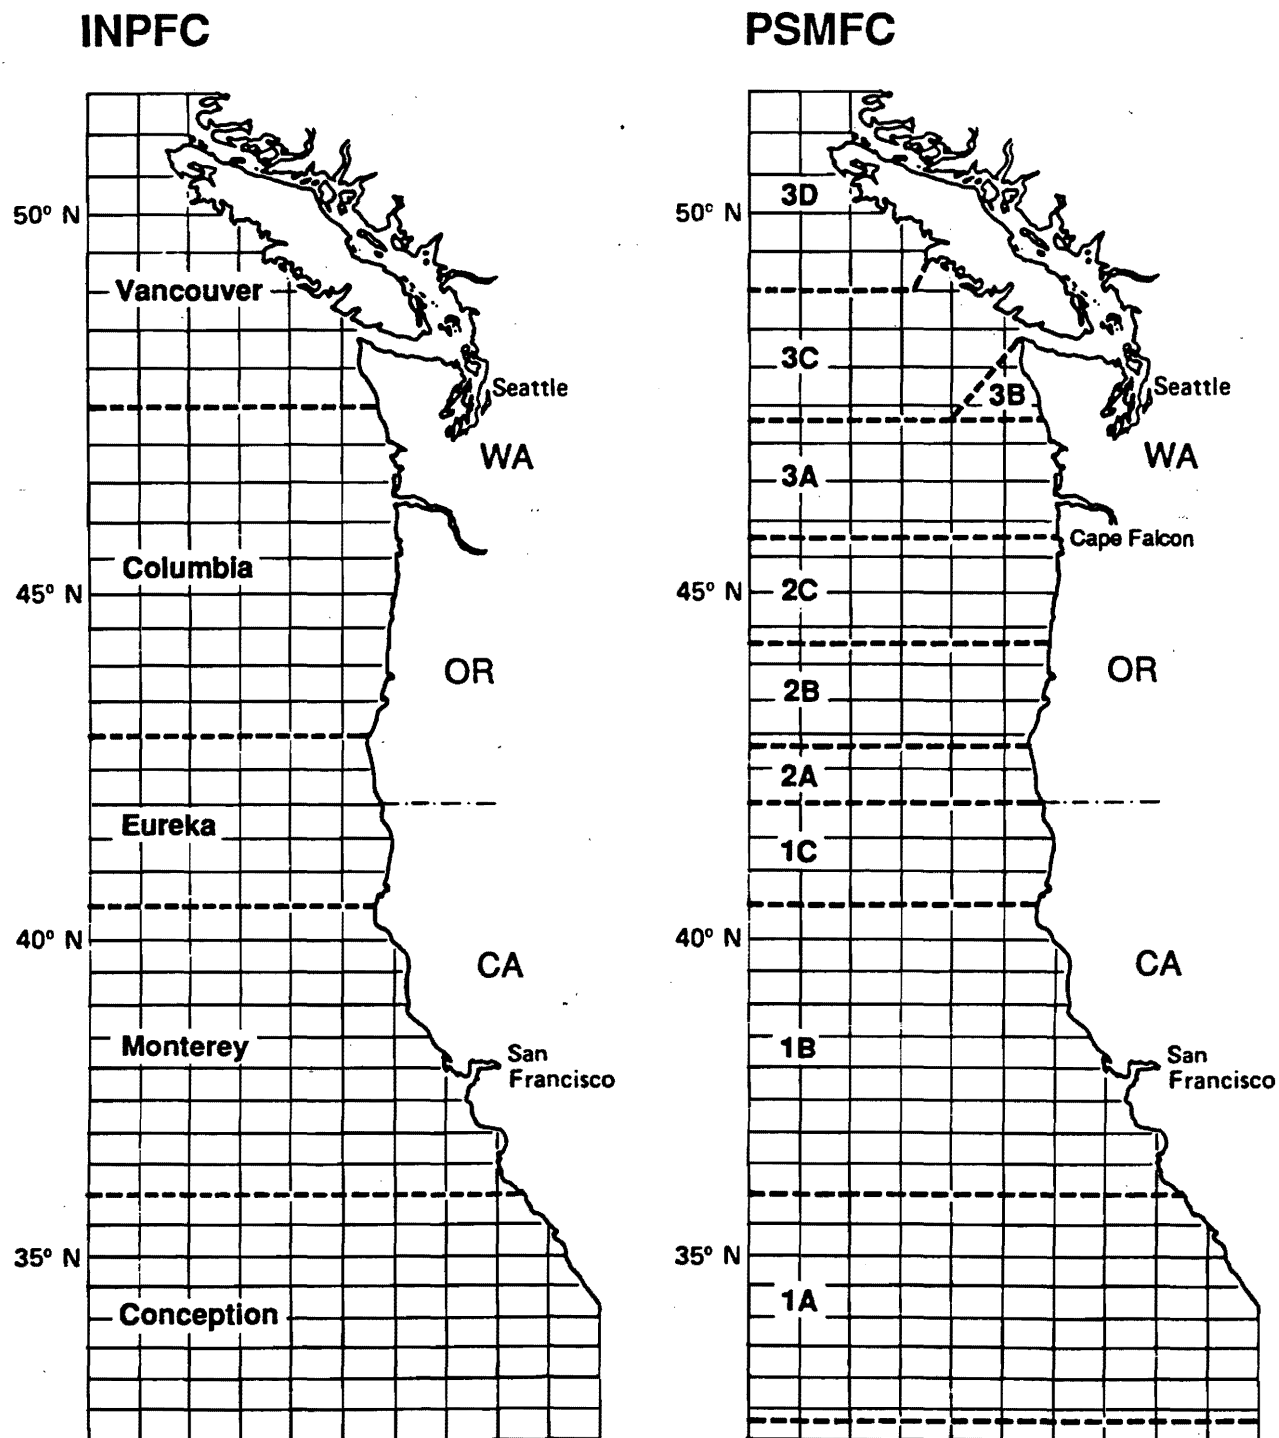 INPFC
50° N
Vancouver
Seattle
WA
Columbia
45° N
OR
Eureka
40° N
CA
Monterey
San
Francisco
35° N
Conception
PSMFC
3D
50° N
3C
3B
Seattle
WA
3A
Cape Falcon
45° N
2C
OR
2B
2A
1C
40° N
CA
1B
San
Francisco
35° N
1A